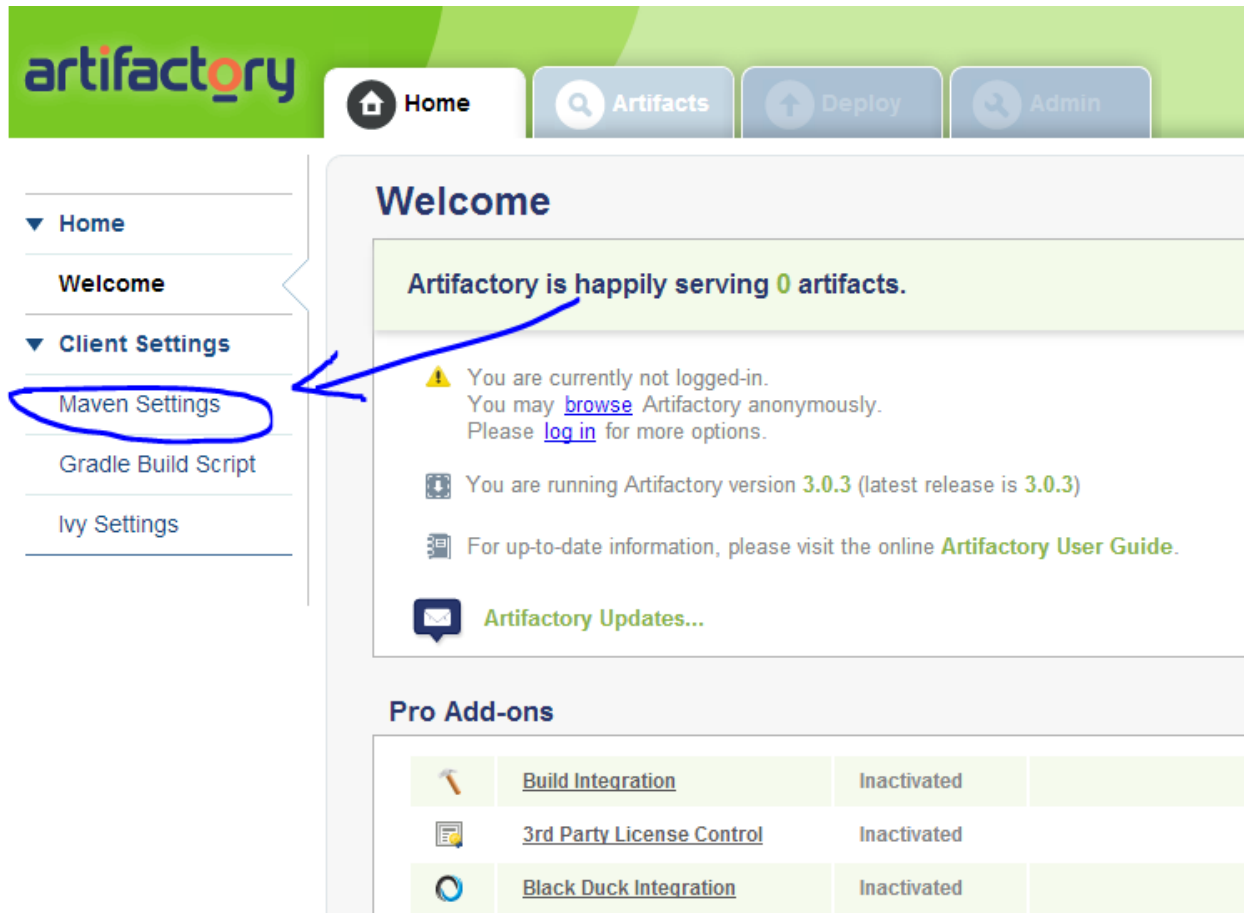 artifactory
Home
Artifacts
Deploy
Admin
Home
Welcome
Client Settings
Maven Settings
Gradle Build Script
Ivy Settings
Welcome
Artifactory is happily serving 0 artifacts.
You are currently not logged-in.
You may browse Artifactory anonymously.
Please log in for more options.
You are running Artifactory version 3.0.3 (latest release is 3.0.3)
For up-to-date information, please visit the online Artifactory User Guide.
Artifactory Updates...
Pro Add-ons
Build Integration Inactivated
3rd Party License Control Inactivated
Black Duck Integration Inactivated